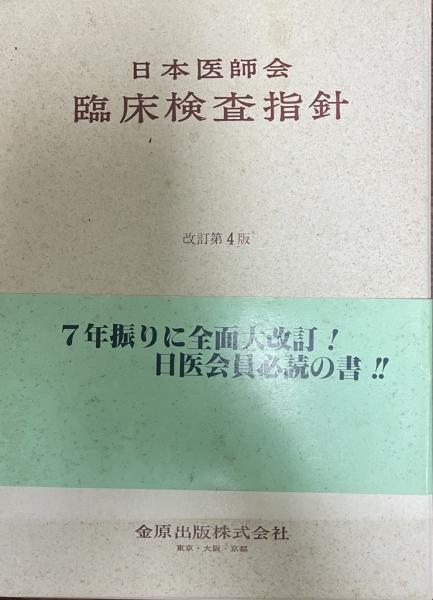 日本医師会
臨床検査指針
改訂第4版
7年振りに全面大改訂!
日医会員必読の書!!
金原出版株式会社
東京・大阪・京都